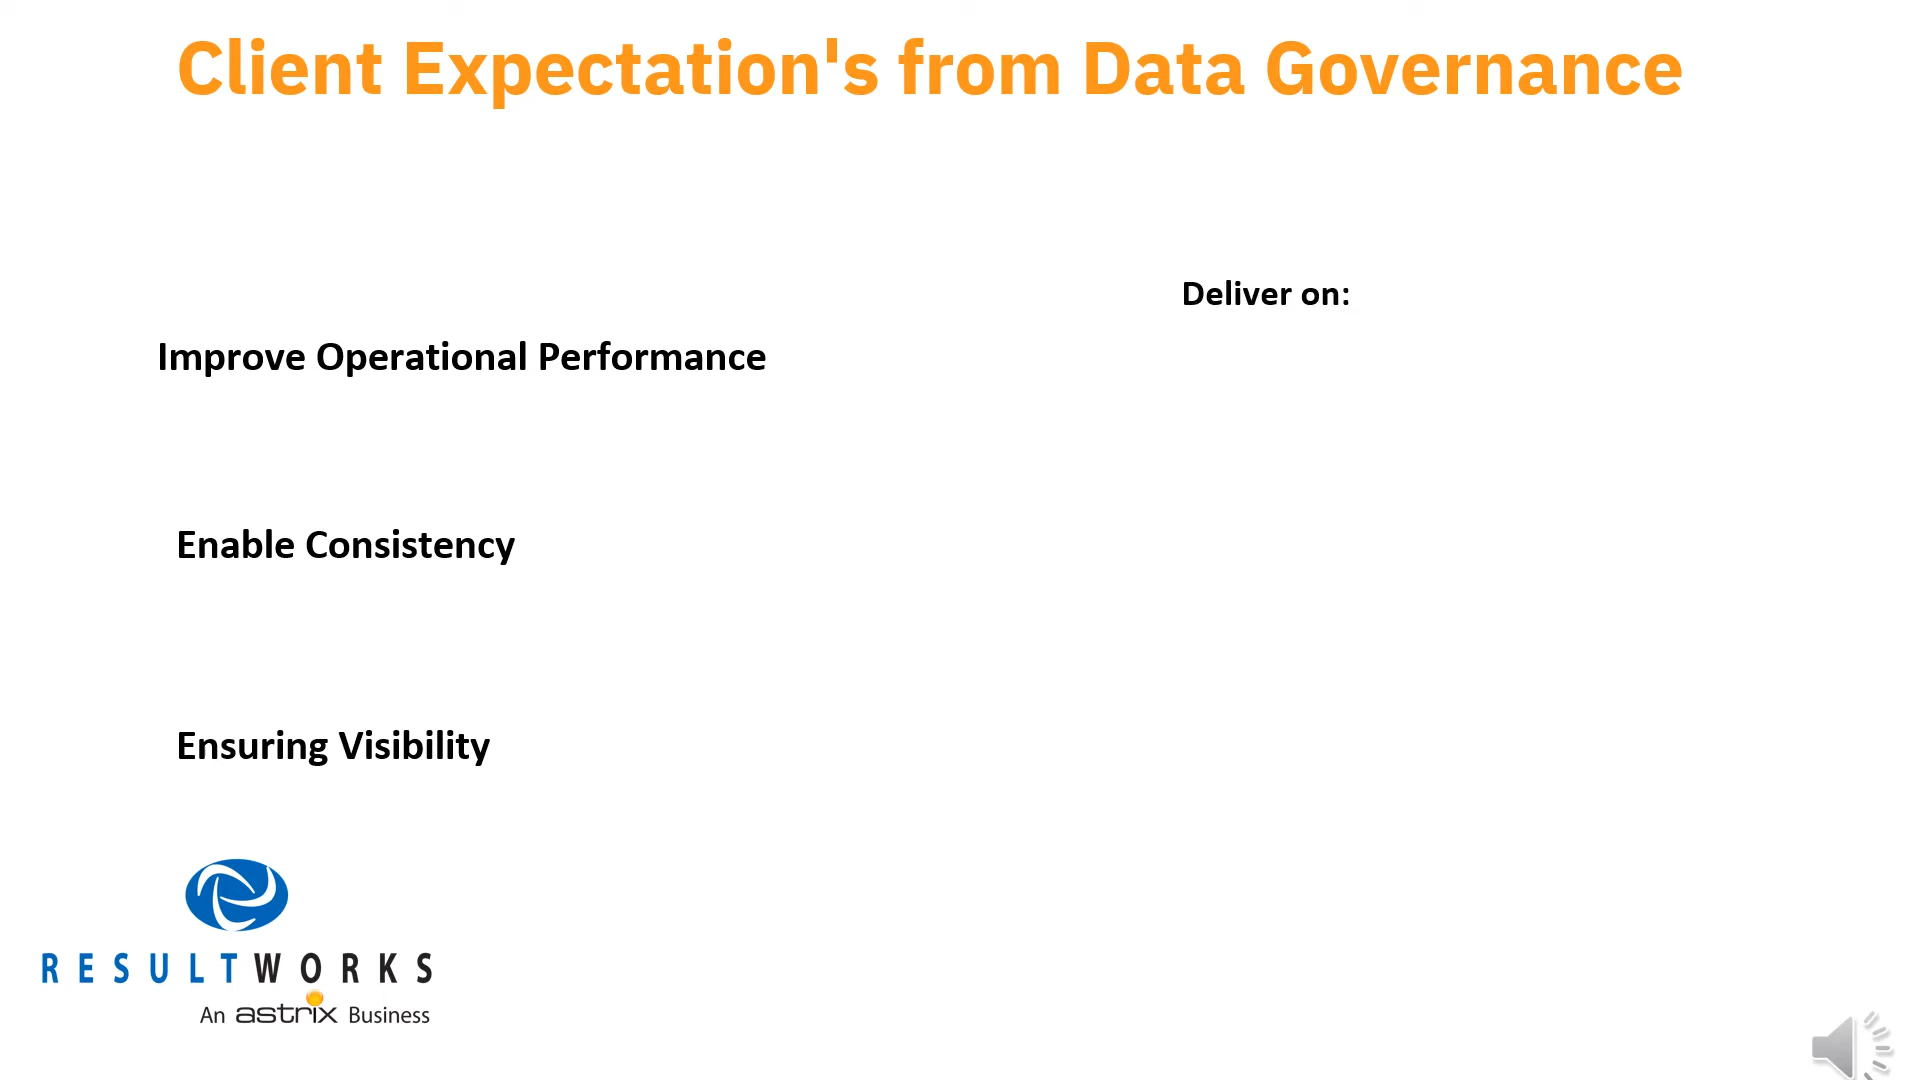 Client Expectation's from Data Governance
Deliver on:
Improve Operational Performance
Enable Consistency
Ensuring Visibility
RESULTWORKS
An astrix Business